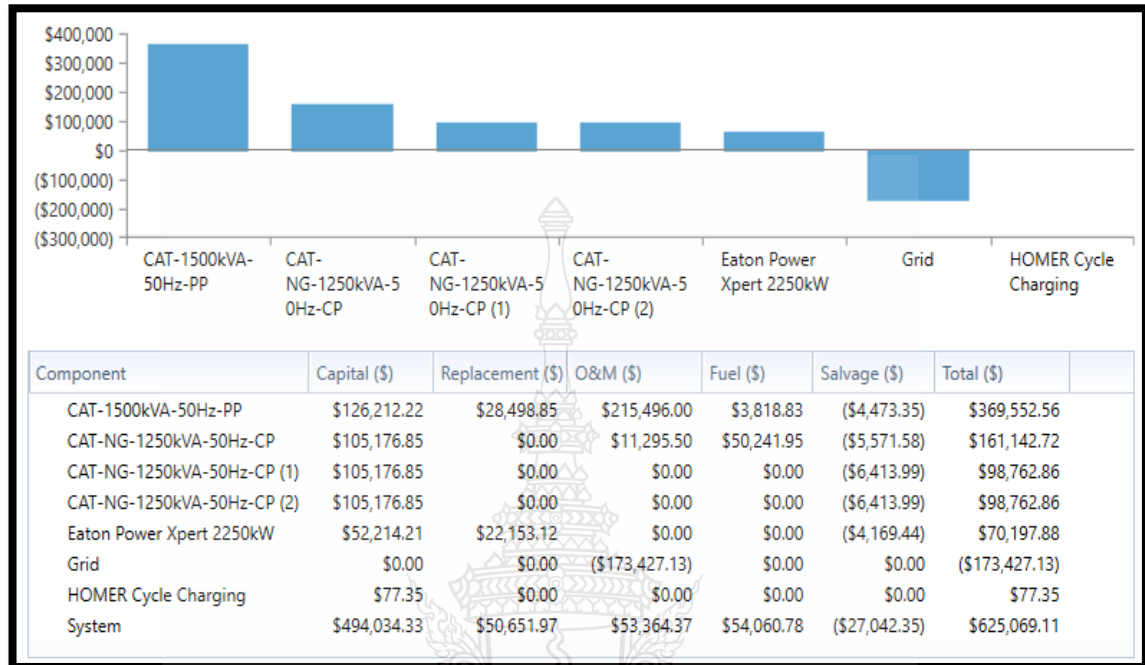 $400,000
$300,000
$200,000
$100,000
$0
($100,000)
($200,000)
($300,000)
CAT-1500kVA-
50Hz-PP
CAT-
NG-1250kVA-5
0Hz-CP
CAT-
NG-1250kVA-5
0Hz-CP (1)
CAT-
NG-1250kVA-5
0Hz-CP (2)
Eaton Power
Xpert 2250kW
Grid
HOMER Cycle
Charging
Component Capital ($) Replacement ($) O&M ($) Fuel ($) Salvage ($) Total ($)
CAT-1500kVA-50Hz-PP $126,212.22 $28,498.85 $215,496.00 $3,818.83 ($4,473.35) $369,552.56
CAT-NG-1250kVA-50Hz-CP $105,176.85 $0.00 $11,295.50 $50,241.95 ($5,571.58) $161,142.72
CAT-NG-1250kVA-50Hz-CP (1) $105,176.85 $0.00 $0.00 $0.00 ($6,413.99) $98,762.86
CAT-NG-1250kVA-50Hz-CP (2) $105,176.85 $0.00 $0.00 $0.00 ($6,413.99) $98,762.86
Eaton Power Xpert 2250kW $52,214.21 $22,153.12 $0.00 $0.00 ($4,169.44) $70,197.88
Grid $0.00 $0.00 ($173,427.13) $0.00 $0.00 ($173,427.13)
HOMER Cycle Charging $77.35 $0.00 $0.00 $0.00 $0.00 $77.35
System $494,034.33 $50,651.97 $53,364.37 $54,060.78 ($27,042.35) $625,069.11